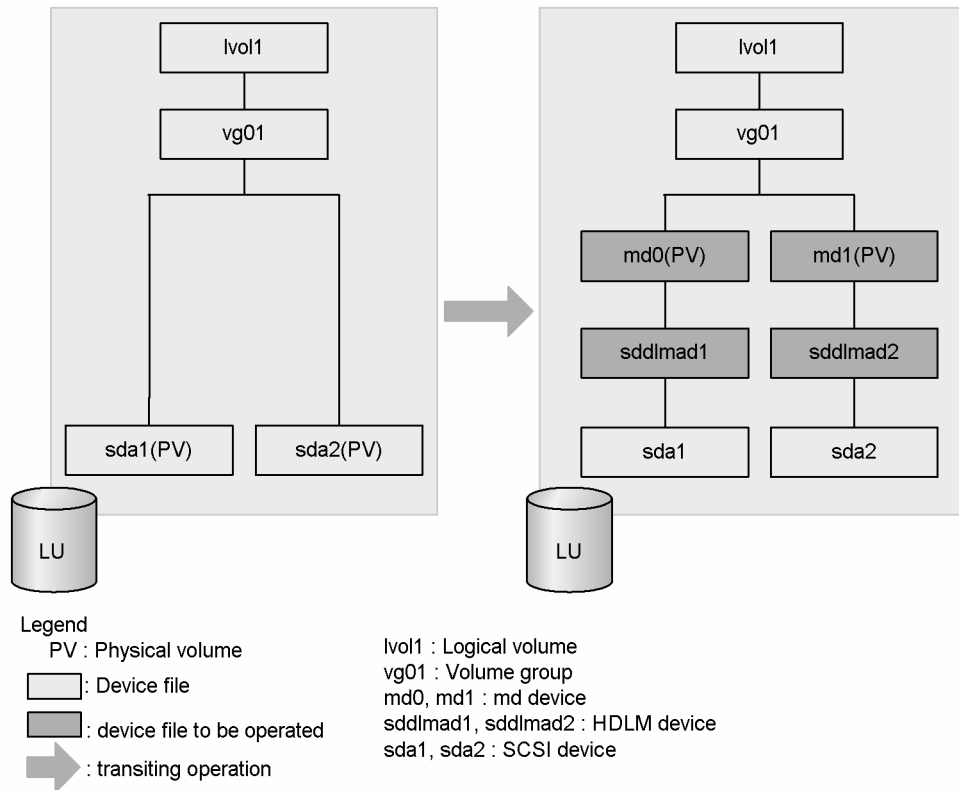 lvol1
vg01
sda1(PV)
sda2(PV)
LU
lvol1
vg01
md0(PV)
md1(PV)
sddlmad1
sddlmad2
sda1
sda2
LU
Legend
PV : Physical volume
: Device file
: device file to be operated
: transiting operation
lvol1 : Logical volume
vg01 : Volume group
md0, md1 : md device
sddlmad1, sddlmad2 : HDLM device
sda1, sda2 : SCSI device